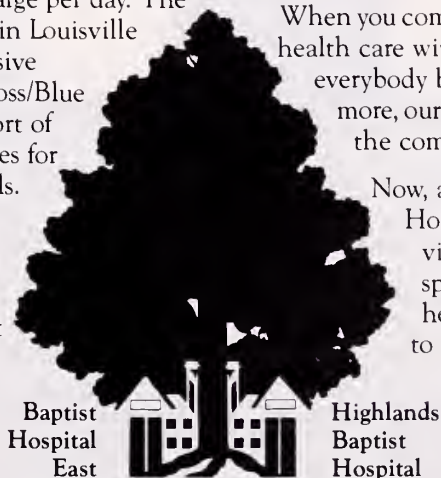 arge per day. The
in Louisville
sive
oss/Blue
ort of
es for
ls.
When you com
health care wi
everybody b
more, our
the com
Now, a
Ho
vi
sp
he
to
Baptist
Hospital
East
Highlands
Baptist
Hospital